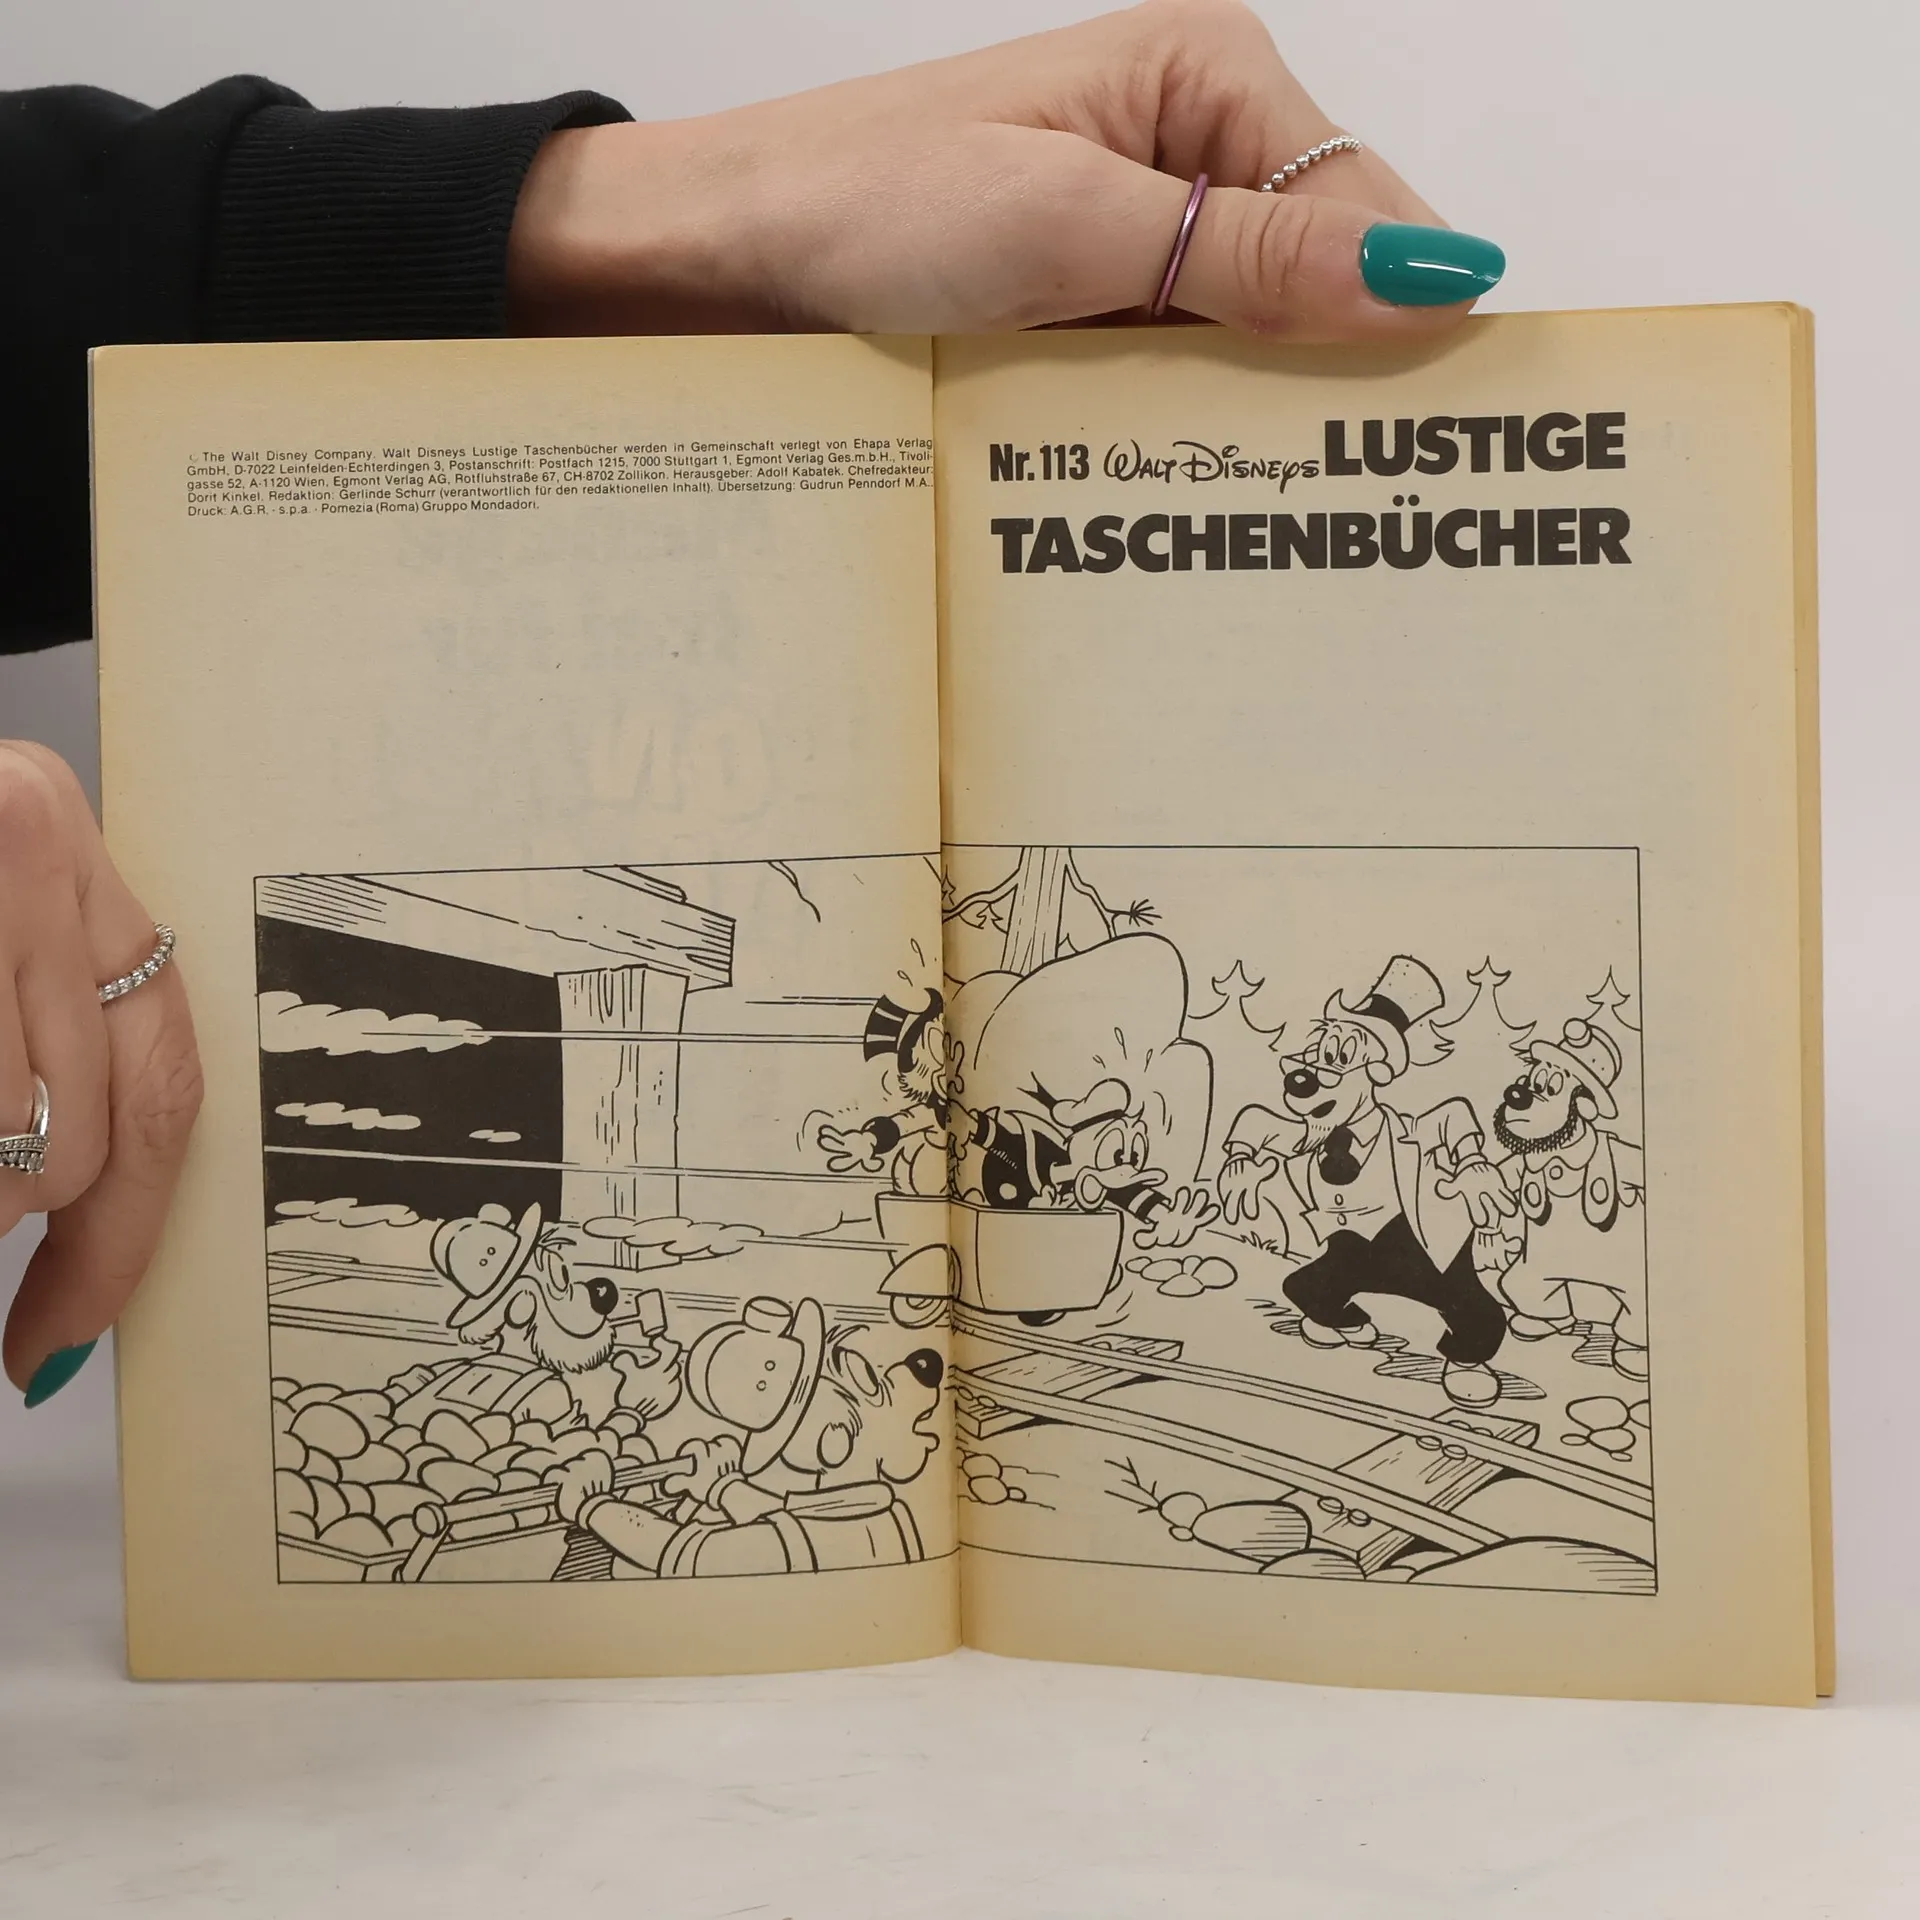 © The Walt Disney Company. Walt Disneys Lustige Taschenbücher werden in Gemeinschaft verlegt von Ehapa Verlag
GmbH, D-7022 Leinfelden-Echterdingen 3, Postanschrift: Postfach 1215, 7000 Stuttgart 1, Egmont Verlag Ges.m.b.H., Tivoli-
gasse 52, A-1120 Wien, Egmont Verlag AG, Rotfluhstraße 67, CH-8702 Zollikon. Herausgeber: Adolf Kabatek. Chefredakteur:
Dorit Kinkel. Redaktion: Gerlinde Schurr (verantwortlich für den redaktionellen Inhalt). Übersetzung: Gudrun Penndorf M.A..
Druck: A.G.R. - s.p.a. - Pomezia (Roma) Gruppo Mondadori.
Nr. 113 WALT DISNEYS LUSTIGE
TASCHENBÜCHER